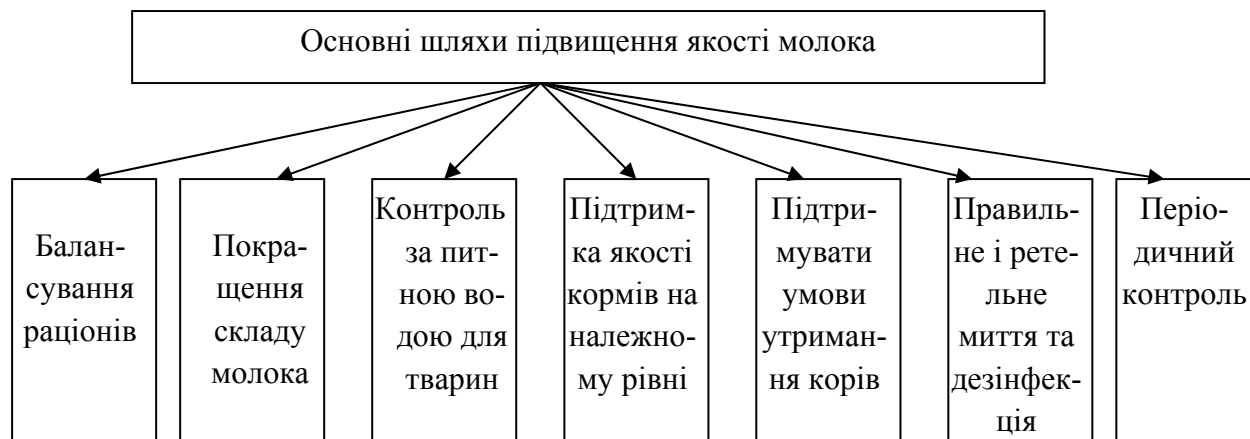 Основні шляхи підвищення якості молока
Балан-
сування
раціонів
Покра-
щення
складу
молока
Контроль
за пит-
ною во-
дою для
тварин
Підтрим-
ка якості
кормів на
належно-
му рівні
Підтри-
мувати
умови
утриман-
ня корів
Правиль-
не і рете-
льне
миття та
дезінфек-
ція
Періо-
дичний
контроль